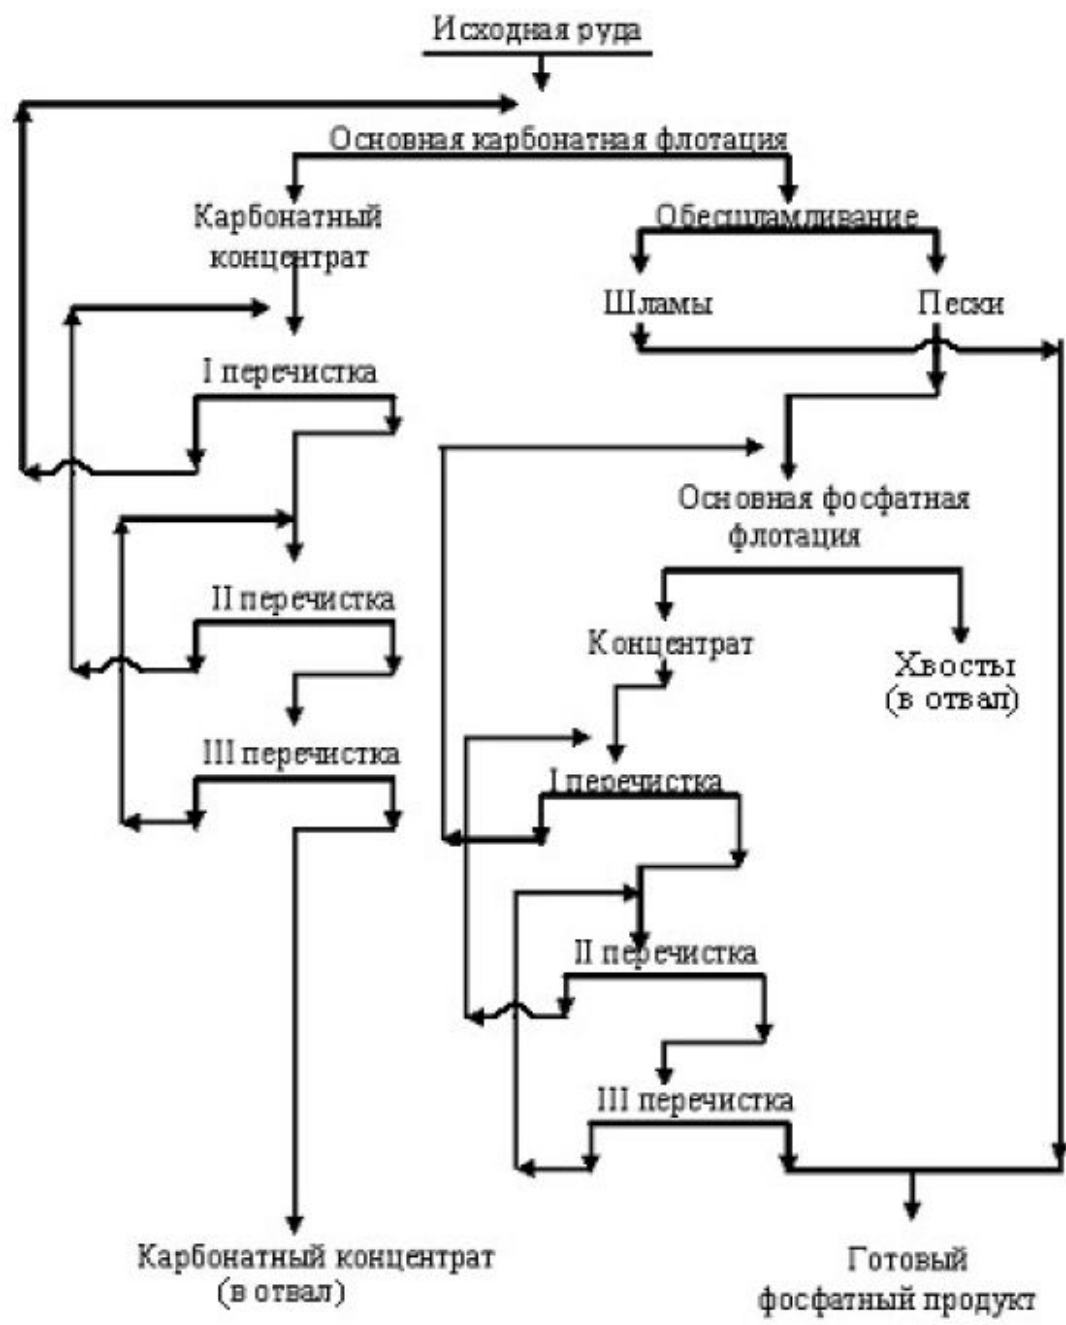 Исходная руда
Основная карбонатная флотация
Карбонатный
концентрат
Обесшламливание
Шламы
Пески
I перечистка
Основная фосфатная
флотация
II перечистка
Концентрат
Хвосты
(в отвал)
III перечистка
I перечистка
II перечистка
III перечистка
Карбонатный концентрат
(в отвал)
Готовый
фосфатный продукт